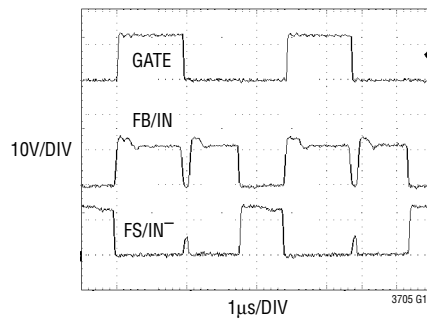 GATE
FB/IN
10V/DIV
FS/IN⁻
3705 G1
1μs/DIV